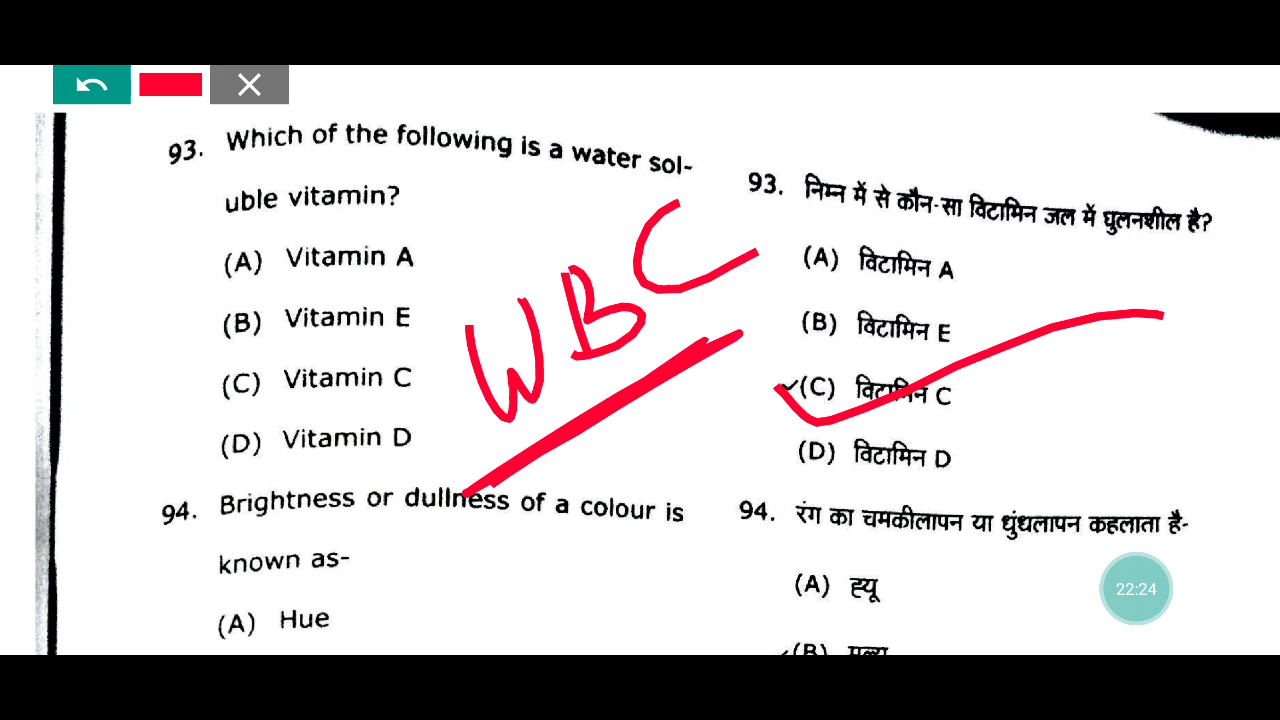 93. Which of the following is a water sol-
uble vitamin?
(A) Vitamin A
(B) Vitamin E
(C) Vitamin C
(D) Vitamin D
94. Brightness or dullness of a colour is
known as-
(A) Hue
WBC
93. निम्न में से कौन-सा विटामिन जल में घुलनशील है?
(A) विटामिन A
(B) विटामिन E
(C) विटामिन C
(D) विटामिन D
94. रंग का चमकीलापन या धुंधलापन कहलाता है-
(A) ह्यू
(B) मूल्य
22:24